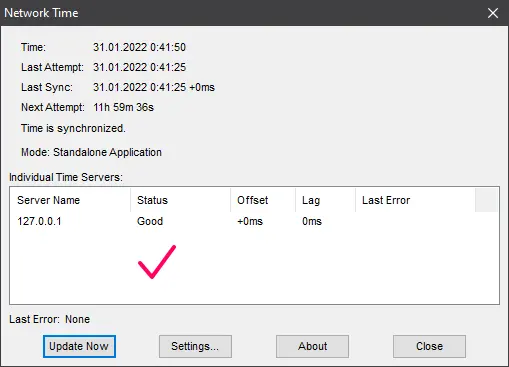 Network Time
Time: 31.01.2022 0:41:50
Last Attempt: 31.01.2022 0:41:25
Last Sync: 31.01.2022 0:41:25 +0ms
Next Attempt: 11h 59m 36s
Time is synchronized.
Mode: Standalone Application
Individual Time Servers:
Server Name Status Offset Lag Last Error
127.0.0.1 Good +0ms 0ms
Last Error: None
Update Now Settings... About Close